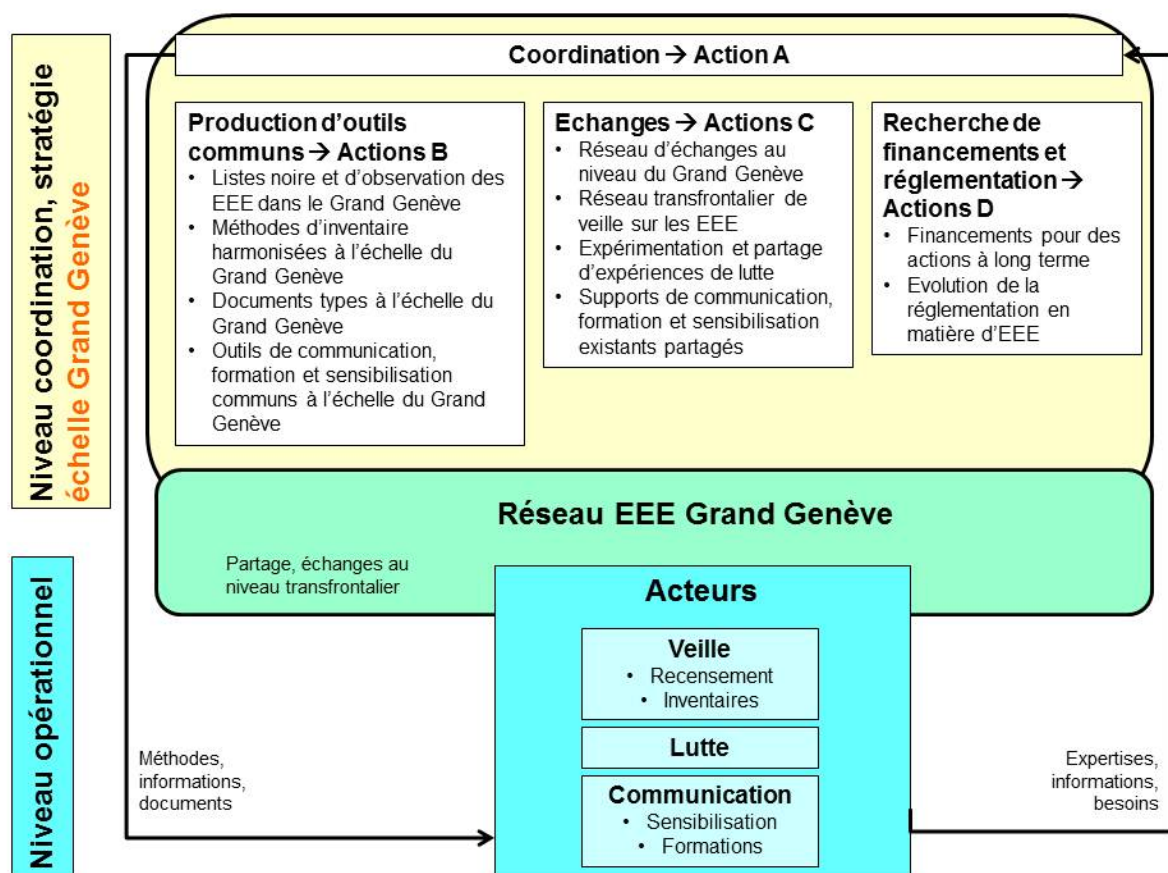 Niveau coordination, stratégie
échelle Grand Genève
Coordination → Action A
Production d'outils
communs → Actions B
• Listes noire et d'observation des
EEE dans le Grand Genève
• Méthodes d'inventaire
harmonisées à l'échelle du
Grand Genève
• Documents types à l'échelle du
Grand Genève
• Outils de communication,
formation et sensibilisation
communs à l'échelle du Grand
Genève
Echanges → Actions C
• Réseau d'échanges au
niveau du Grand Genève
• Réseau transfrontalier de
veille sur les EEE
• Expérimentation et partage
d'expériences de lutte
• Supports de communication,
formation et sensibilisation
existants partagés
Recherche de
financements et
réglementation →
Actions D
• Financements pour des
actions à long terme
• Evolution de la
réglementation en
matière d'EEE
Réseau EEE Grand Genève
Partage, échanges au
niveau transfrontalier
Niveau opérationnel
Acteurs
Veille
• Recensement
• Inventaires
Lutte
Communication
• Sensibilisation
• Formations
Méthodes,
informations,
documents
Expertises,
informations,
besoins